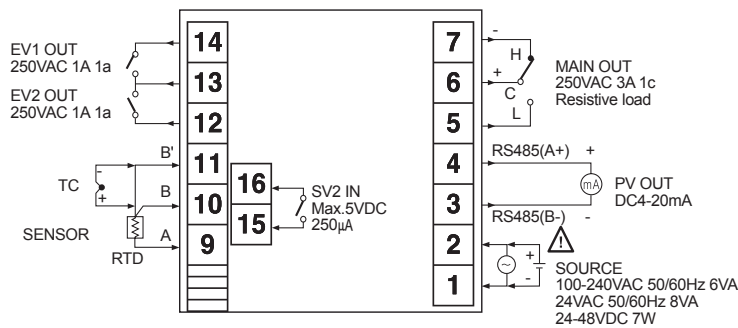 EV1 OUT
250VAC 1A 1a
EV2 OUT
250VAC 1A 1a
14
13
12
11
10
9
B'
B
A
-
TC
+
SENSOR
RTD
16
15
SV2 IN
Max.5VDC
250µA
7
6
5
4
3
2
1
-
H
+
C
L
MAIN OUT
250VAC 3A 1c
Resistive load
RS485(A+)
+
mA
PV OUT
DC4-20mA
RS485(B-)
-
~
+
-
!
SOURCE
100-240VAC 50/60Hz 6VA
24VAC 50/60Hz 8VA
24-48VDC 7W